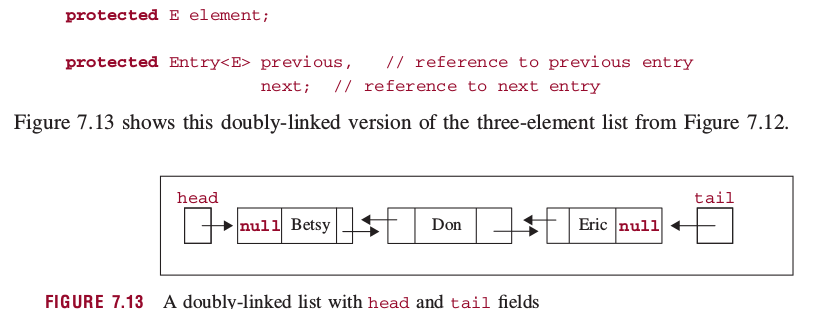 protected E element;
protected Entry<E> previous,   // reference to previous entry
next;  // reference to next entry
Figure 7.13 shows this doubly-linked version of the three-element list from Figure 7.12.
head tail
null Betsy Don Eric null
FIGURE 7.13 A doubly-linked list with head and tail fields